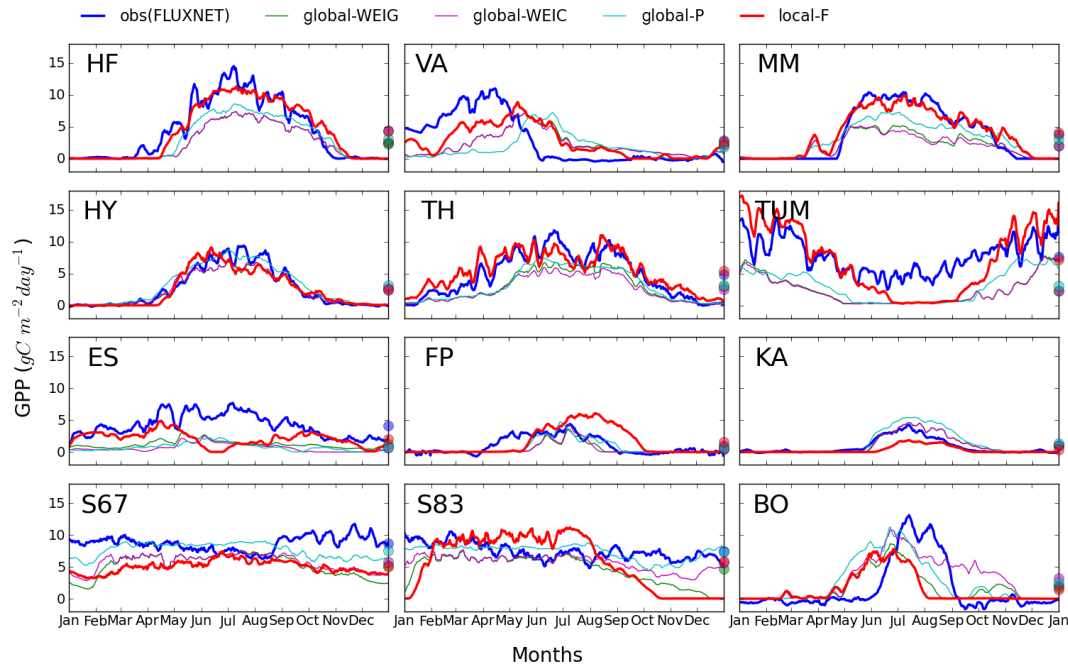 obs(FLUXNET) global-WEIG global-WEIC global-P local-F
HF VA MM
15
10
5
0
HY TH TUM
15
10
5
0
GPP (gC m⁻² day⁻¹)
ES FP KA
15
10
5
0
S67 S83 BO
15
10
5
0
Jan Feb Mar Apr May Jun Jul Aug Sep Oct Nov Dec Jan Feb Mar Apr May Jun Jul Aug Sep Oct Nov Dec Jan Feb Mar Apr May Jun Jul Aug Sep Oct Nov Dec Jan
Months